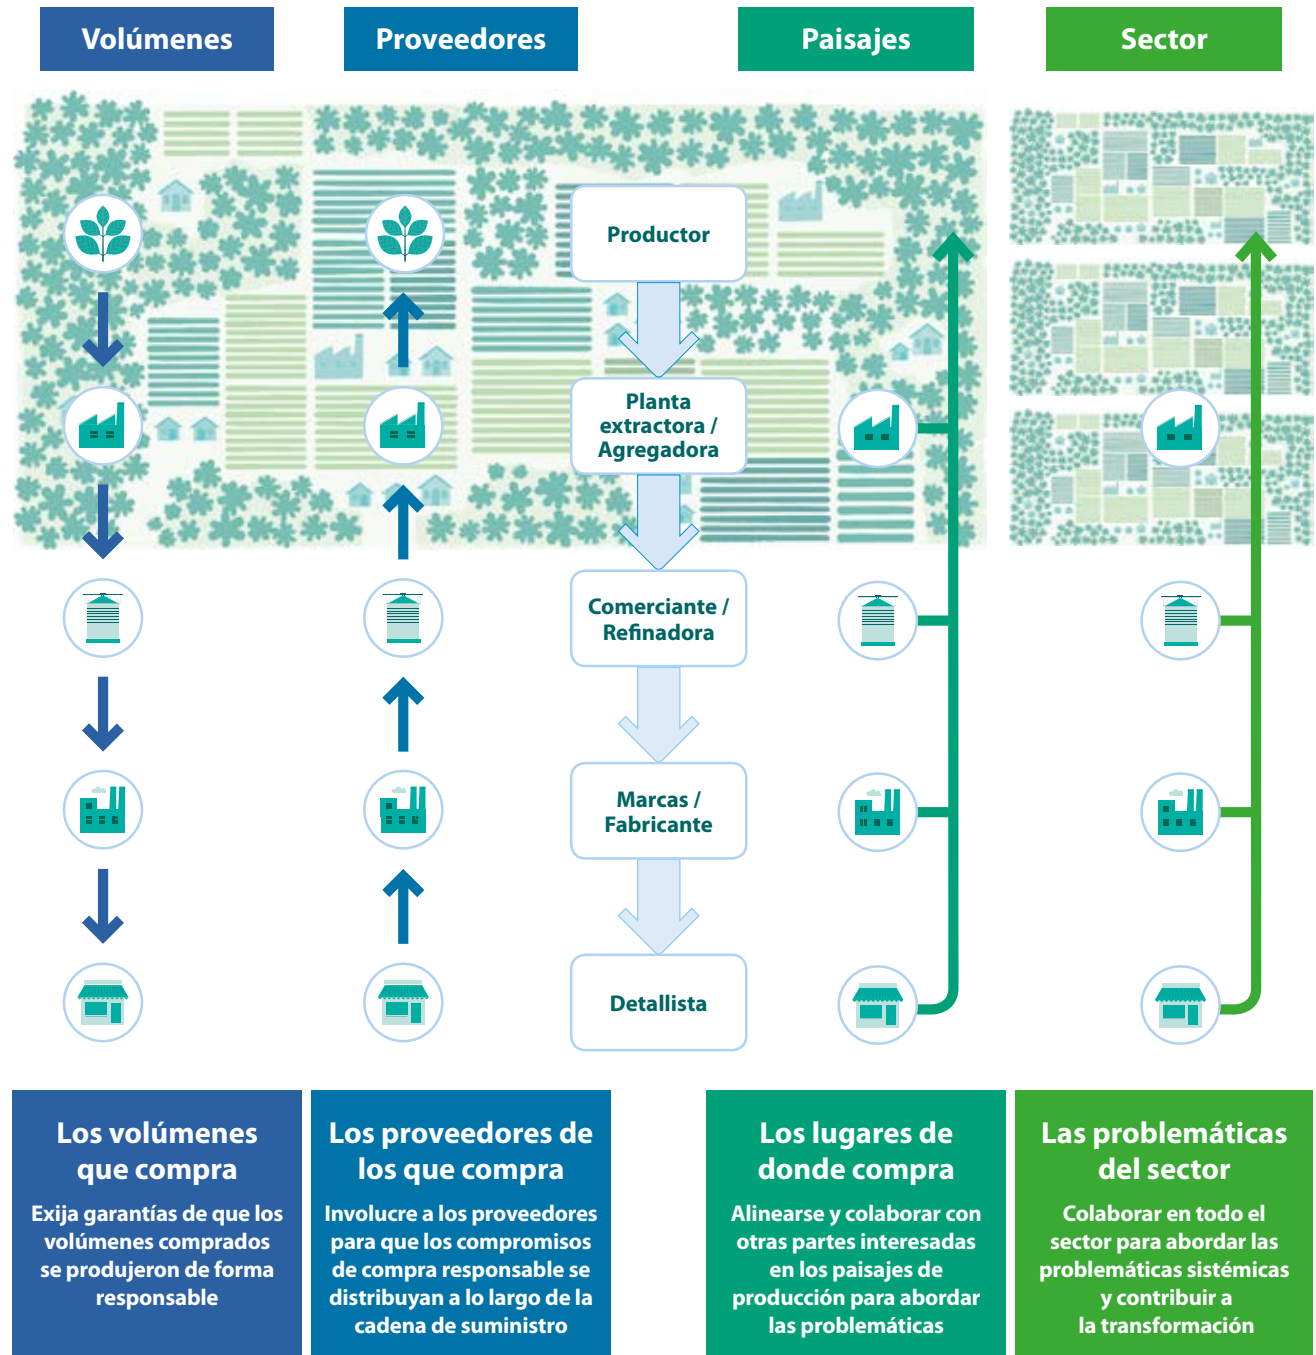 Volúmenes
Proveedores
Paisajes
Sector
Productor
Planta
extractora /
Agregadora
Comerciante /
Refinadora
Marcas /
Fabricante
Detallista
Los volúmenes
que compra
Exija garantías de que los
volúmenes comprados
se produjeron de forma
responsable
Los proveedores de
los que compra
Involucre a los proveedores
para que los compromisos
de compra responsable se
distribuyan a lo largo de la
cadena de suministro
Los lugares de
donde compra
Alinearse y colaborar con
otras partes interesadas
en los paisajes de
producción para abordar
las problemáticas
Las problemáticas
del sector
Colaborar en todo el
sector para abordar las
problemáticas sistémicas
y contribuir a
la transformación